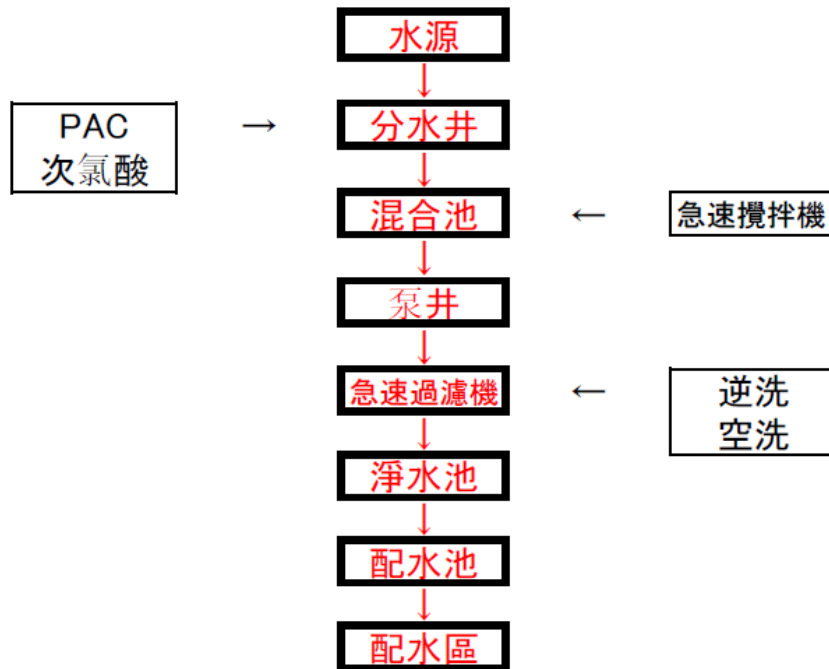 水源
↓
PAC
次氯酸
→
分水井
↓
混合池
←
急速攪拌機
↓
泵井
↓
急速過濾機
←
逆洗
空洗
↓
淨水池
↓
配水池
↓
配水區